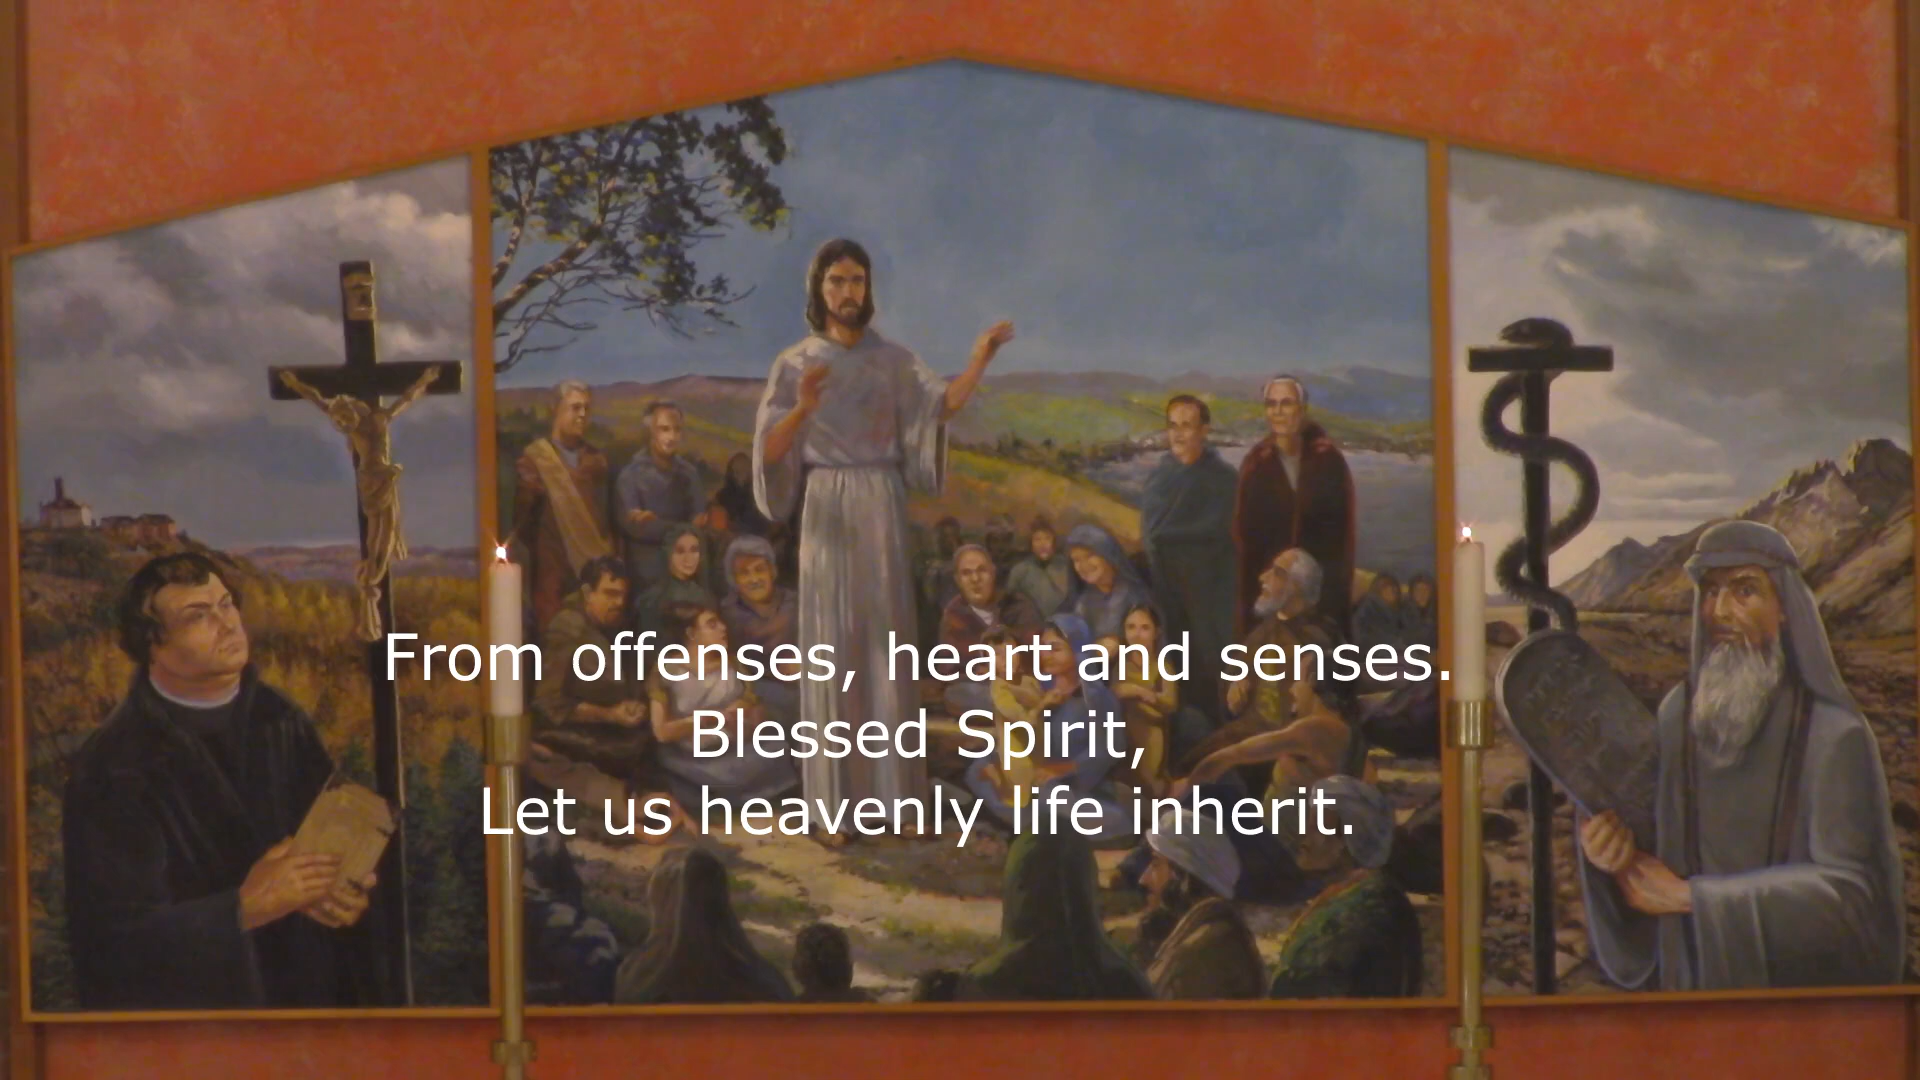 From offenses, heart and senses.
Blessed Spirit,
Let us heavenly life inherit.